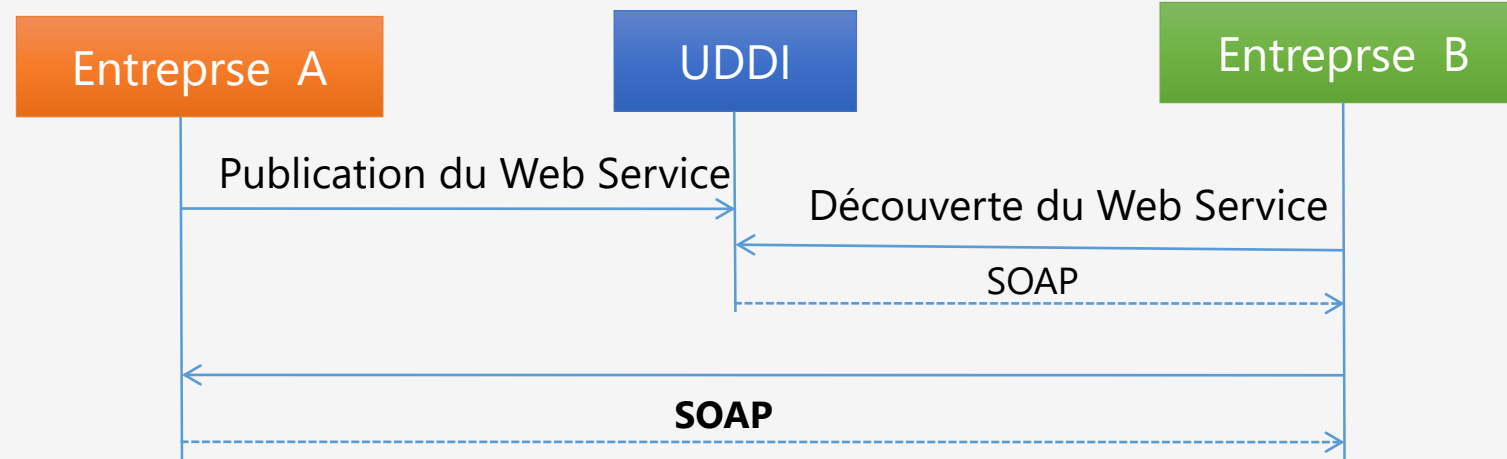 Entreprse A
UDDI
Entreprse B
Publication du Web Service
Découverte du Web Service
SOAP
SOAP